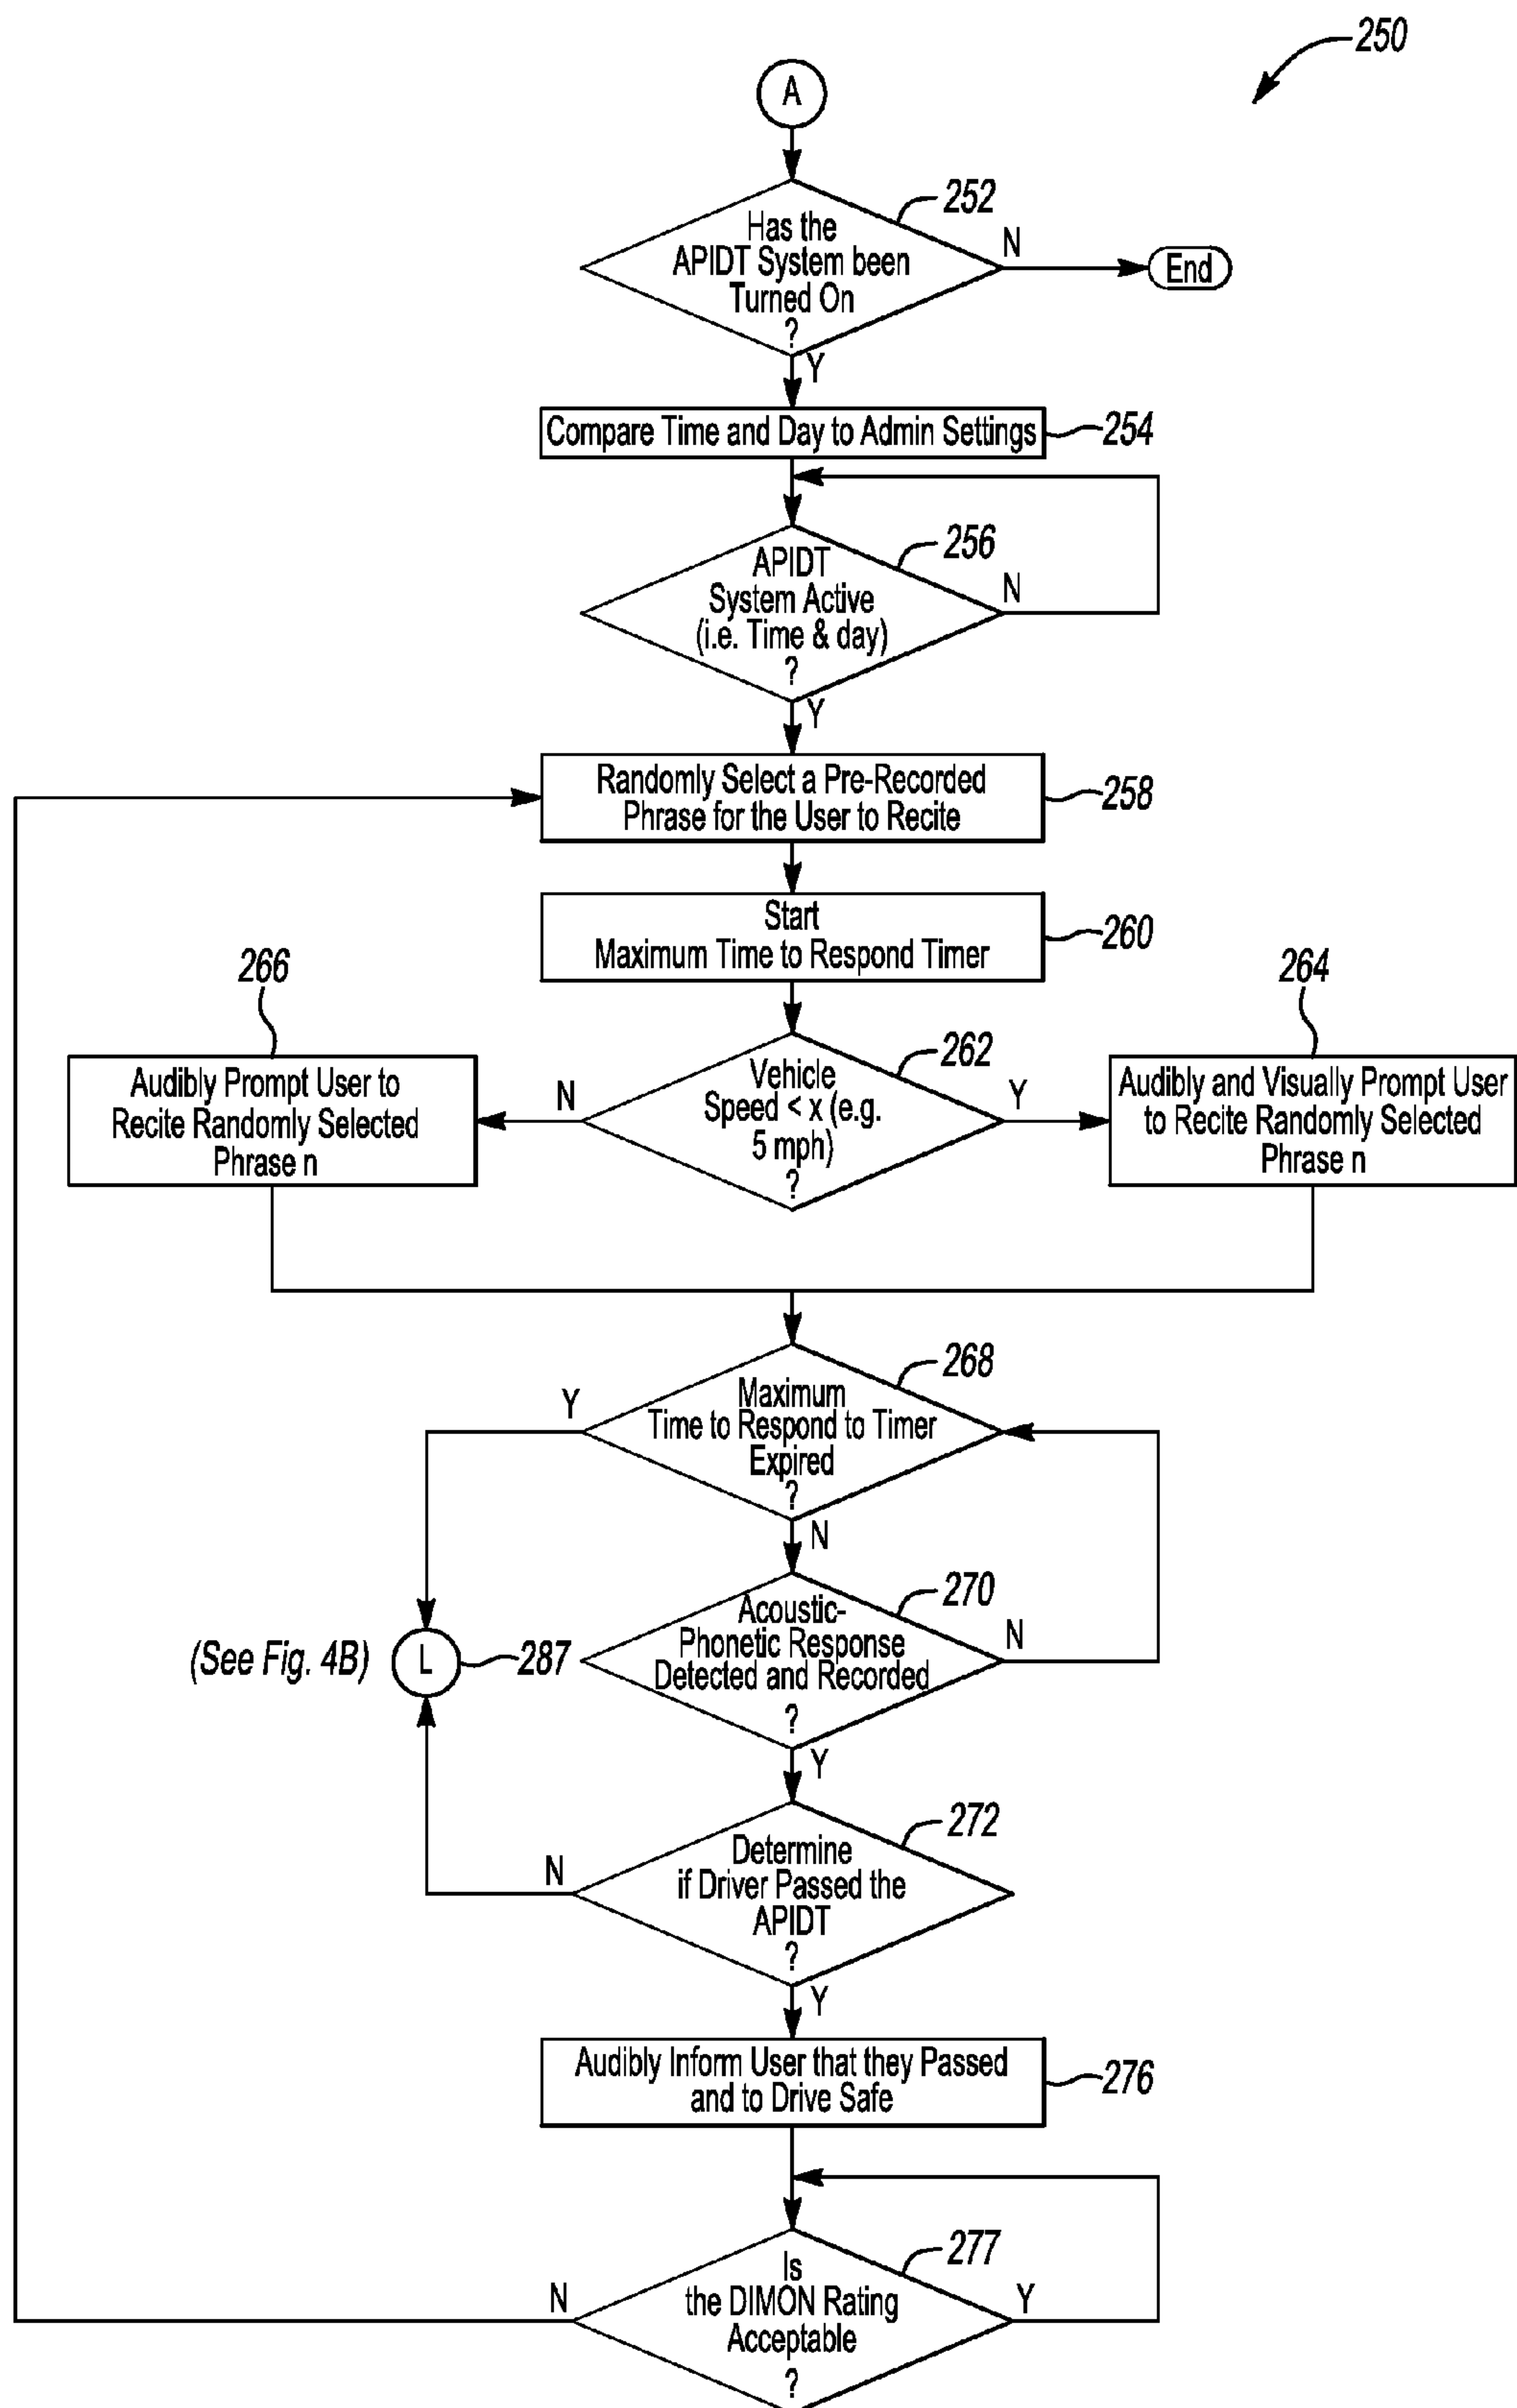 250
A
252
Has the
APIDT System been
Turned On
?
N
End
Y
Compare Time and Day to Admin Settings
254
256
APIDT
System Active
(i.e. Time & day)
?
N
Y
Randomly Select a Pre-Recorded
Phrase for the User to Recite
258
Start
Maximum Time to Respond Timer
260
266
264
262
Audibly Prompt User to
Recite Randomly Selected
Phrase n
N
Vehicle
Speed < x (e.g.
5 mph)
?
Y
Audibly and Visually Prompt User
to Recite Randomly Selected
Phrase n
268
Y
Maximum
Time to Respond to Timer
Expired
?
N
270
Acoustic-
Phonetic Response
Detected and Recorded
?
N
(See Fig. 4B)
L
287
Y
272
N
Determine
if Driver Passed the
APIDT
?
Y
Audibly Inform User that they Passed
and to Drive Safe
276
277
N
Is
the DIMON Rating
Acceptable
?
Y